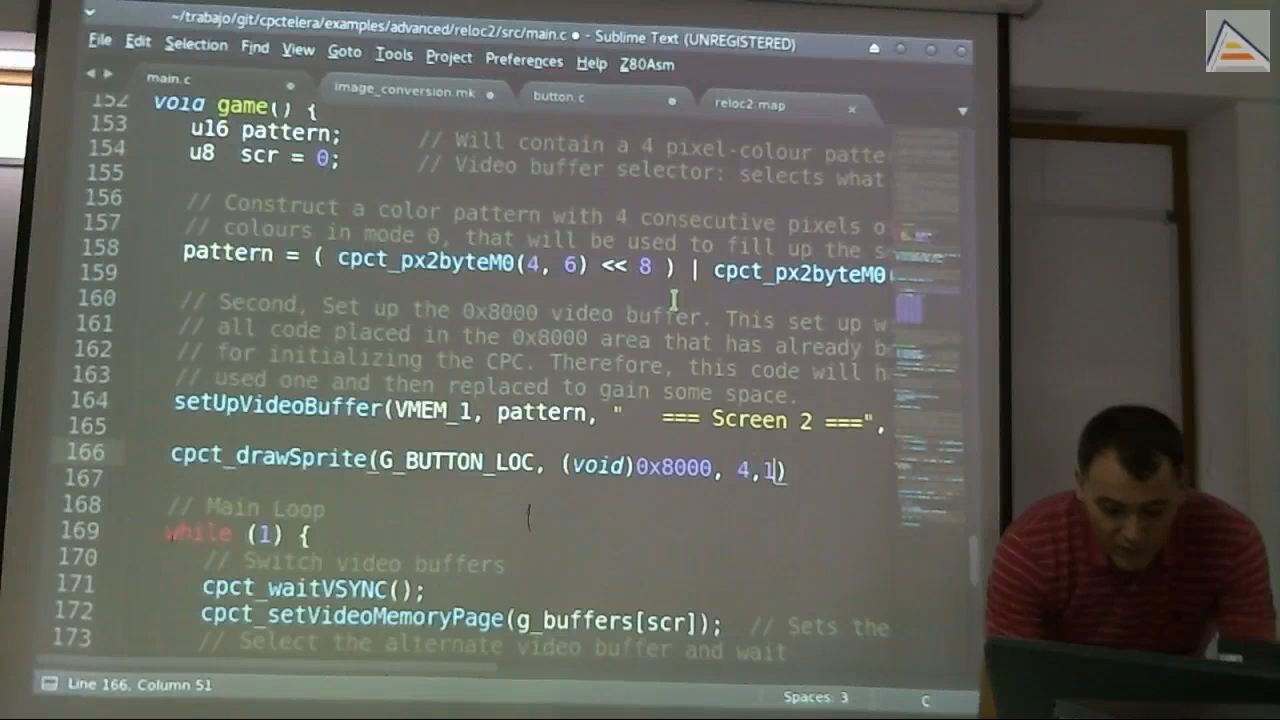 ~/trabajo/git/cpctelera/examples/advanced/reloc2/src/main.c • - Sublime Text (UNREGISTERED)
File Edit Selection Find View Goto Tools Project Preferences Help Z80Asm
main.c image_conversion.mk button.c reloc2.map
152 void game() {
153 u16 pattern; // Will contain a 4 pixel-colour patte
154 u8 scr = 0; // Video buffer selector: selects what
155
156 // Construct a color pattern with 4 consecutive pixels o
157 // colours in mode 0, that will be used to fill up the s
158 pattern = ( cpct_px2byteM0(4, 6) << 8 ) | cpct_px2byteM0(
159
160 // Second, Set up the 0x8000 video buffer. This set up w
161 // all code placed in the 0x8000 area that has already b
162 // for initializing the CPC. Therefore, this code will h
163 // used one and then replaced to gain some space.
164 setUpVideoBuffer(VMEM_1, pattern, "   === Screen 2 ===",
165
166 cpct_drawSprite(G_BUTTON_LOC, (void)0x8000, 4,1)
167
168 // Main Loop
169 while (1) {
170 // Switch video buffers
171 cpct_waitVSYNC();
172 cpct_setVideoMemoryPage(g_buffers[scr]); // Sets the
173 // Select the alternate video buffer and wait
Line 166, Column 51 Spaces: 3 C